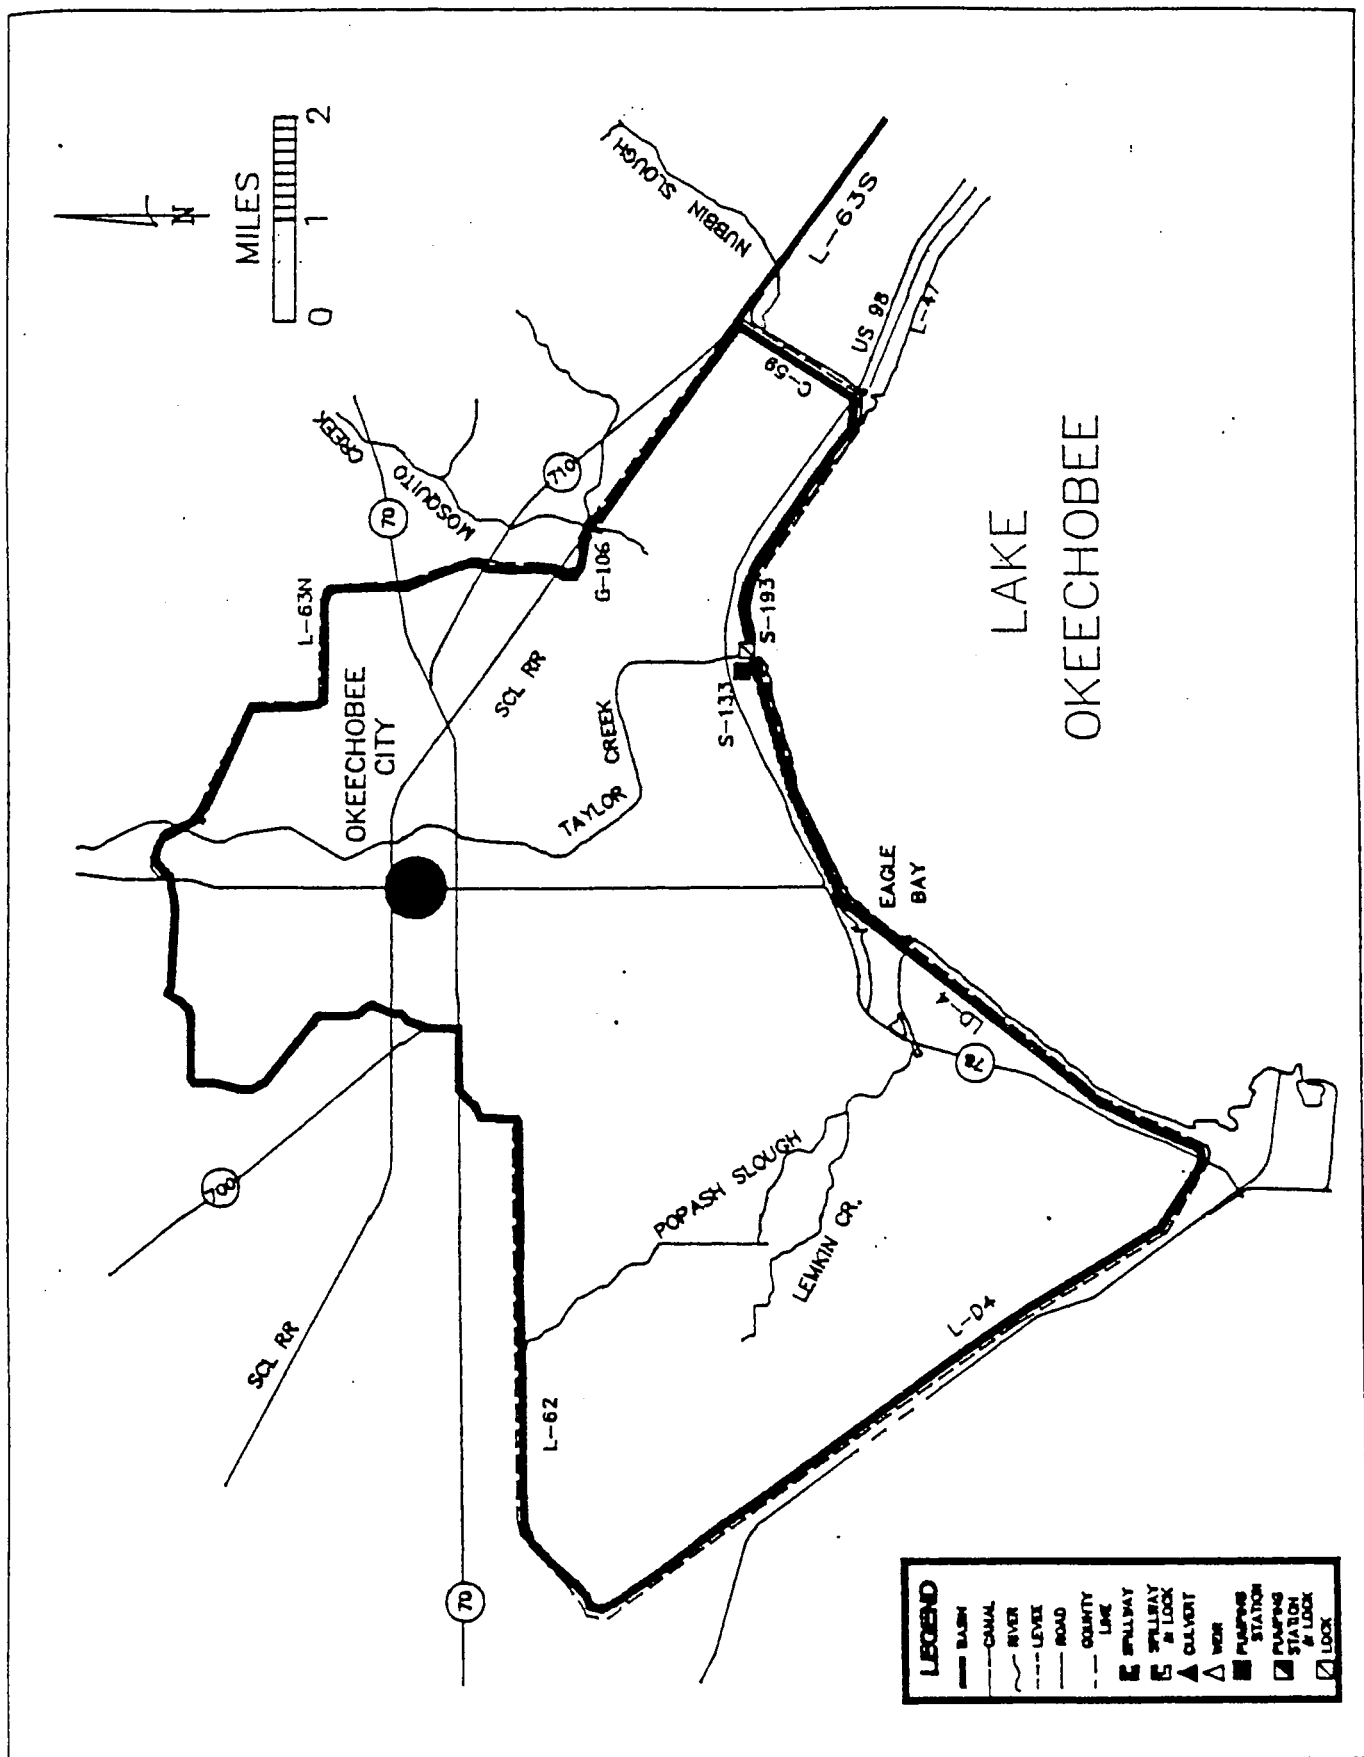 N
MILES
0 1 2
NUBBIN SLOUGH
L-63S
MOSQUITO CREEK
70
710
L-63N
G-106
C-59
US 98
L-47
OKEECHOBEE
CITY
SCL RR
S-193
S-133
TAYLOR CREEK
LAKE
OKEECHOBEE
EAGLE
BAY
LD-4
78
700
SCL RR
POPASH SLOUGH
LEMKIN CR.
L-D4
L-62
70
LEGEND
BASIN
CANAL
RIVER
LEVEE
ROAD
COUNTY
LINE
SPILLWAY
SPILLWAY
& LOCK
CULVERT
WEIR
PUMPING
STATION
PUMPING
STATION
& LOCK
LOCK